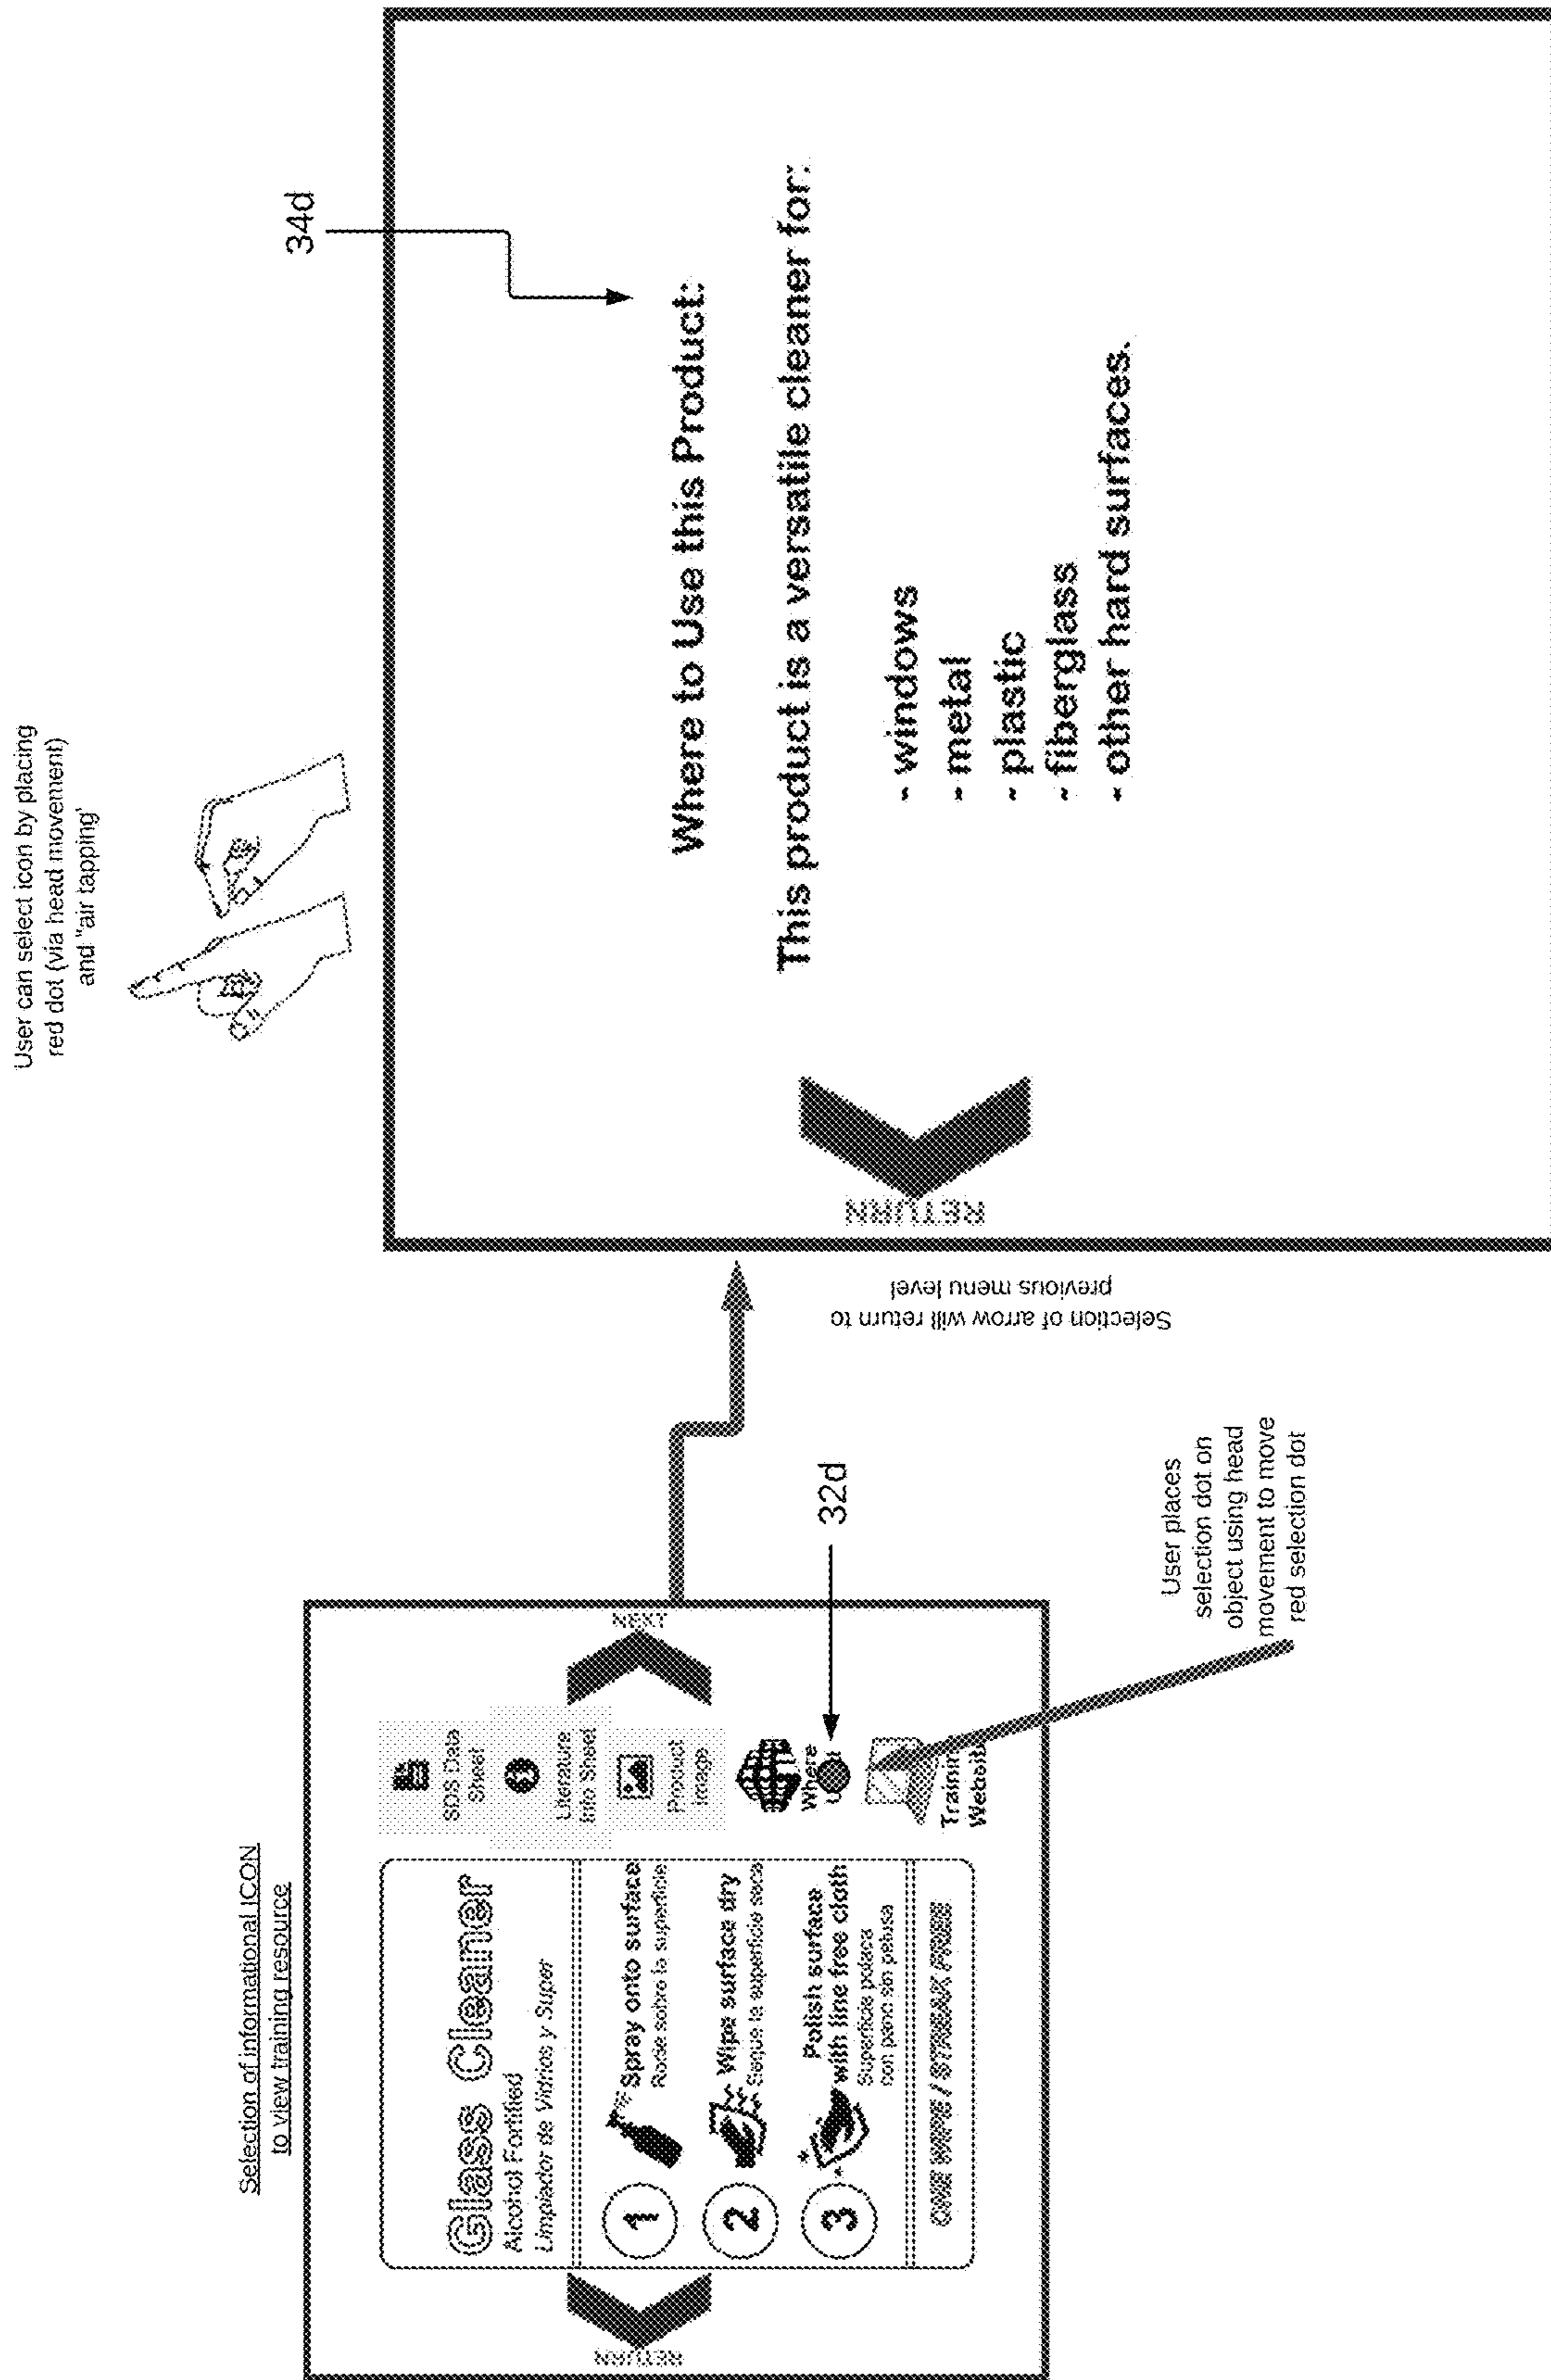 Selection of informational ICON
to view training resource
RETURN
Glass Cleaner
Alcohol Fortified
Limpiador de Vidrios y Super
1
Spray onto surface
Rocie sobre la superficie
2
Wipe surface dry
Seque la superficie seca
3
Polish surface
with line free cloth
Superficie polaca
con pano sin pelusa
ONE WIPE / STREAK FREE
SDS Data
Sheet
Literature
Info Sheet
Product
Image
Where
Trainin
Website
NEXT
32d
User places
selection dot on
object using head
movement to move
red selection dot
User can select icon by placing
red dot (via head movement)
and "air tapping'
34d
Selection of arrow will return to
previous menu level
RETURN
Where to Use this Product:
This product is a versatile cleaner for:
- windows
- metal
- plastic
- fiberglass
- other hard surfaces.